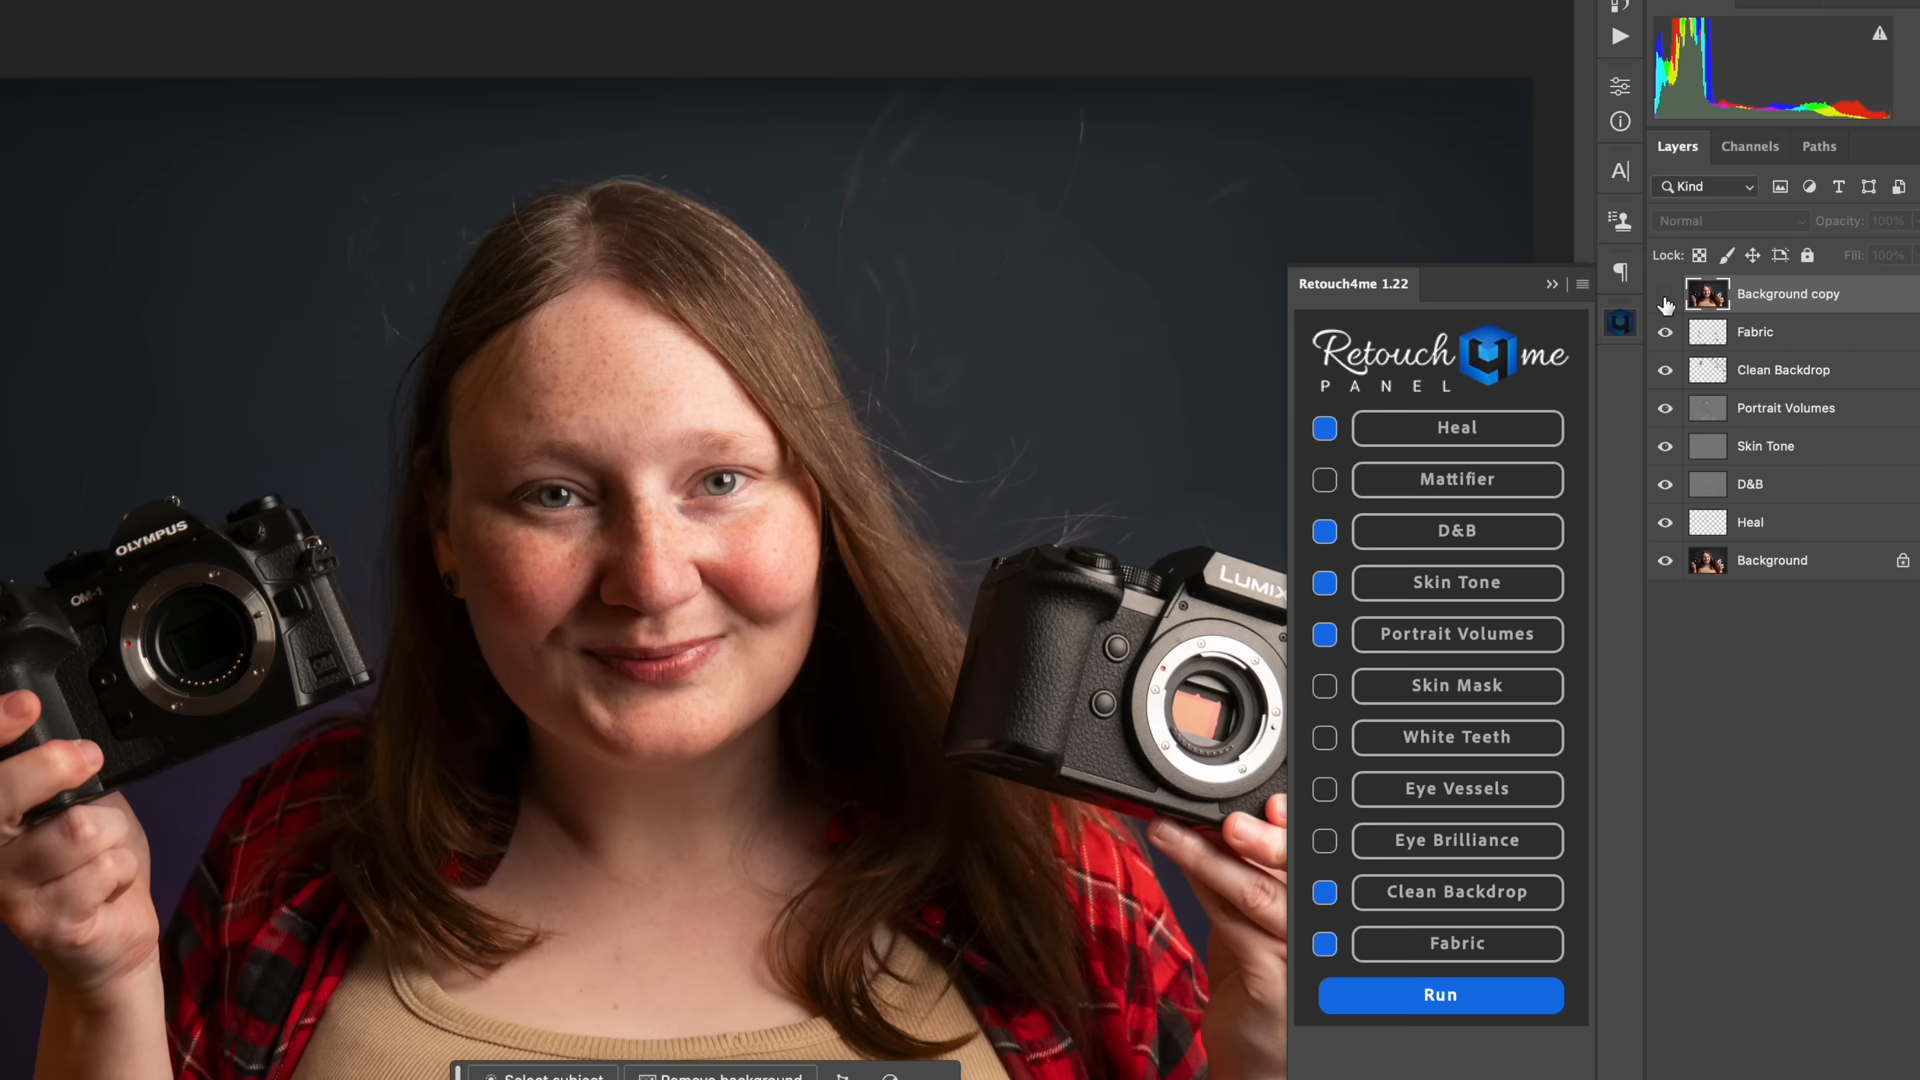 Layers Channels Paths
Kind
Normal Opacity: 100%
Lock: Fill: 100%
Background copy
Fabric
Clean Backdrop
Portrait Volumes
Skin Tone
D&B
Heal
Background
Retouch4me 1.22
Retouch4me
PANEL
Heal
Mattifier
D&B
Skin Tone
Portrait Volumes
Skin Mask
White Teeth
Eye Vessels
Eye Brilliance
Clean Backdrop
Fabric
Run
OLYMPUS
OM-1
OM
LUMIX
Select subject Remove background